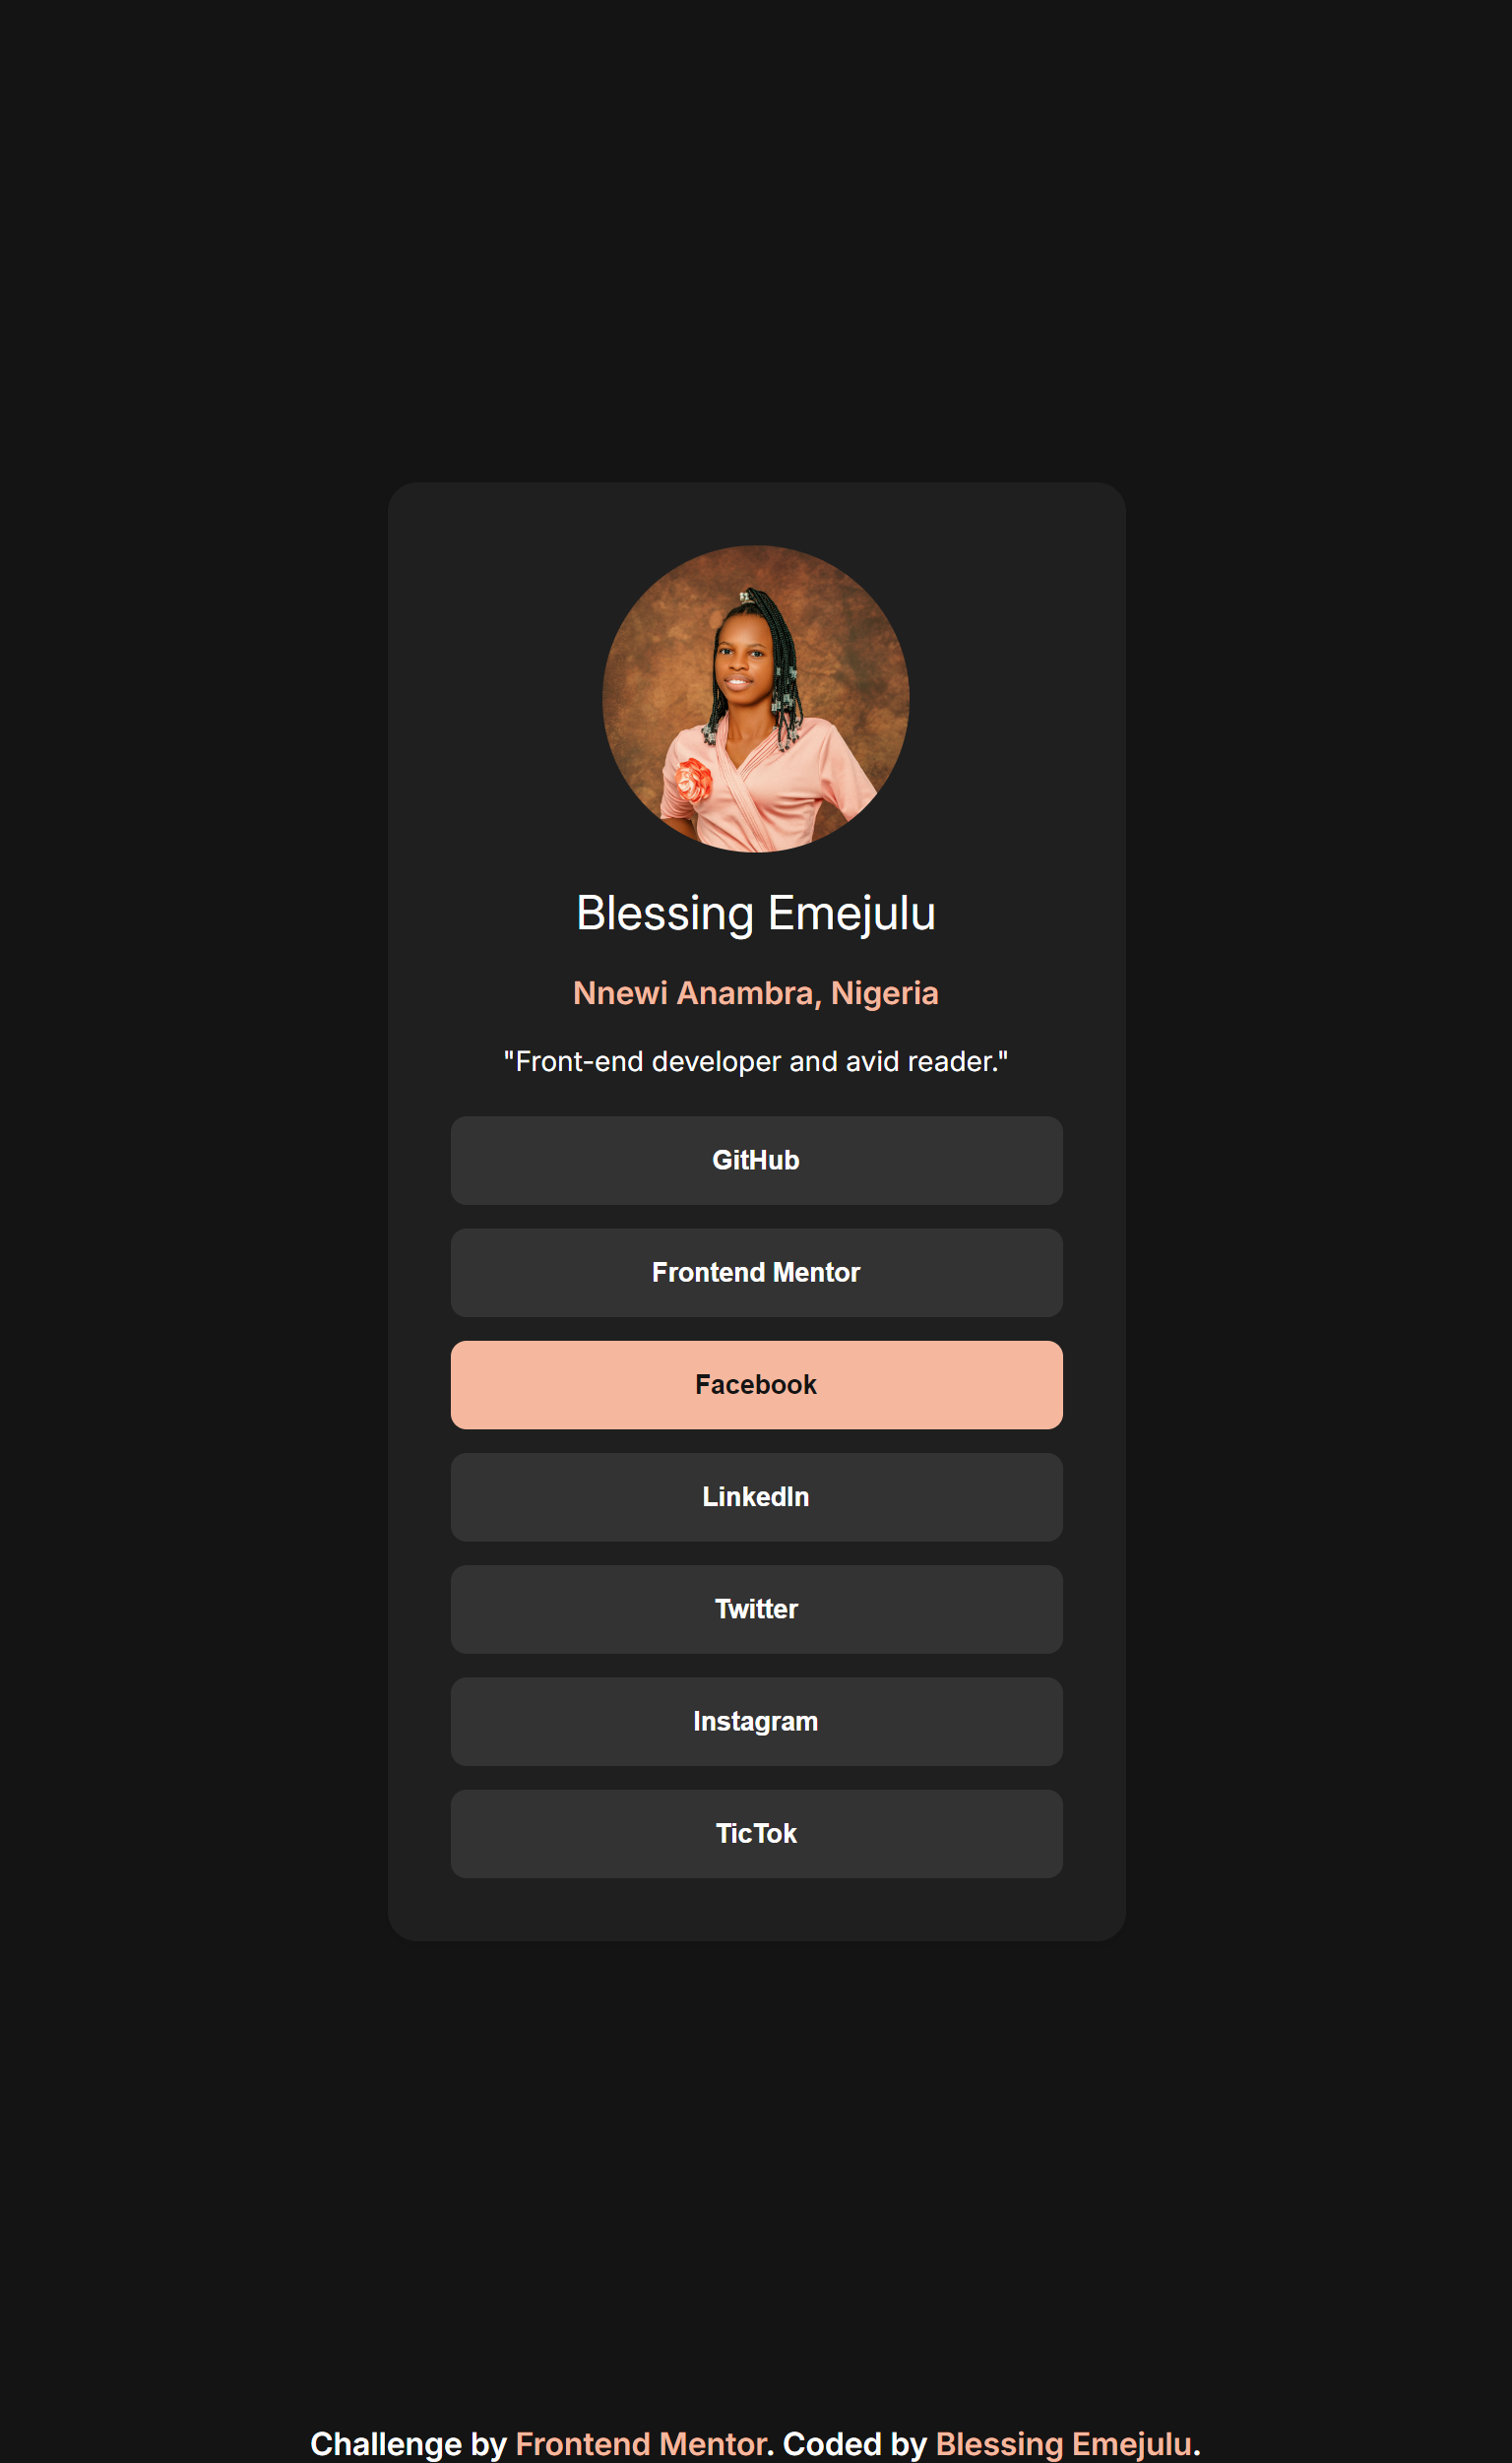 Blessing Emejulu
Nnewi Anambra, Nigeria
"Front-end developer and avid reader."
GitHub
Frontend Mentor
Facebook
LinkedIn
Twitter
Instagram
TicTok
Challenge by Frontend Mentor. Coded by Blessing Emejulu.